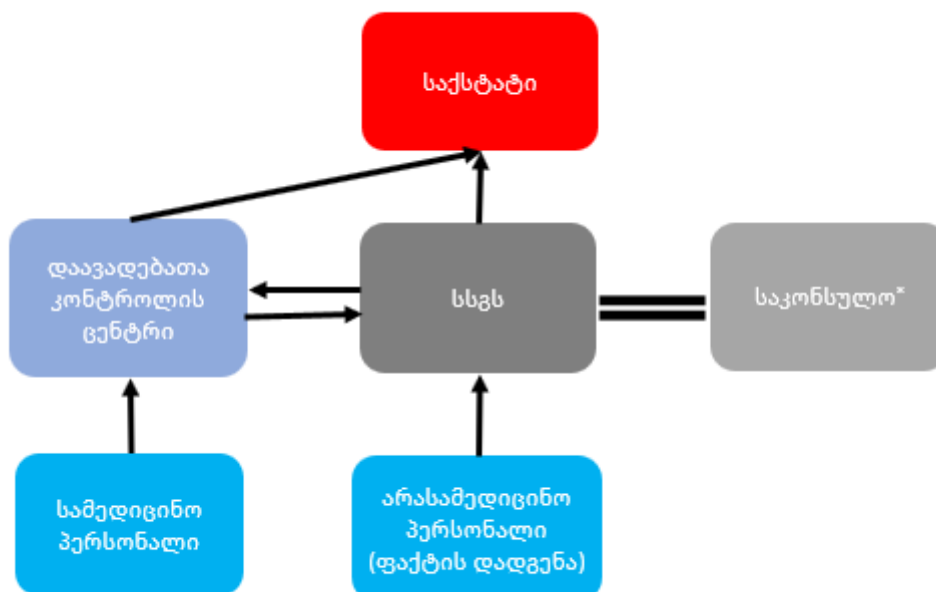 საქსტატი
დაავადებათა
კონტროლის
ცენტრი
სსგს
საკონსულო*
სამედიცინო
პერსონალი
არასამედიცინო
პერსონალი
(ფაქტის დადგენა)